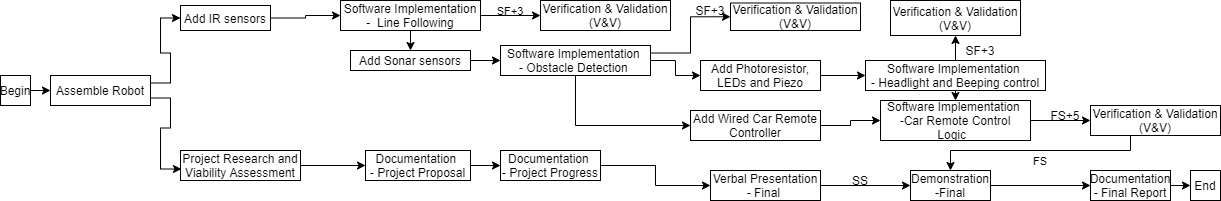 Begin
Assemble Robot
Add IR sensors
Software Implementation
- Line Following
SF+3
Verification & Validation
(V&V)
Add Sonar sensors
Software Implementation
- Obstacle Detection
SF+3
Verification & Validation
(V&V)
Add Photoresistor,
LEDs and Piezo
Software Implementation
- Headlight and Beeping control
SF+3
Verification & Validation
(V&V)
Add Wired Car Remote
Controller
Software Implementation
-Car Remote Control
Logic
FS+5
Verification & Validation
(V&V)
FS
Project Research and
Viability Assessment
Documentation
- Project Proposal
Documentation
- Project Progress
Verbal Presentation
- Final
SS
Demonstration
-Final
Documentation
- Final Report
End